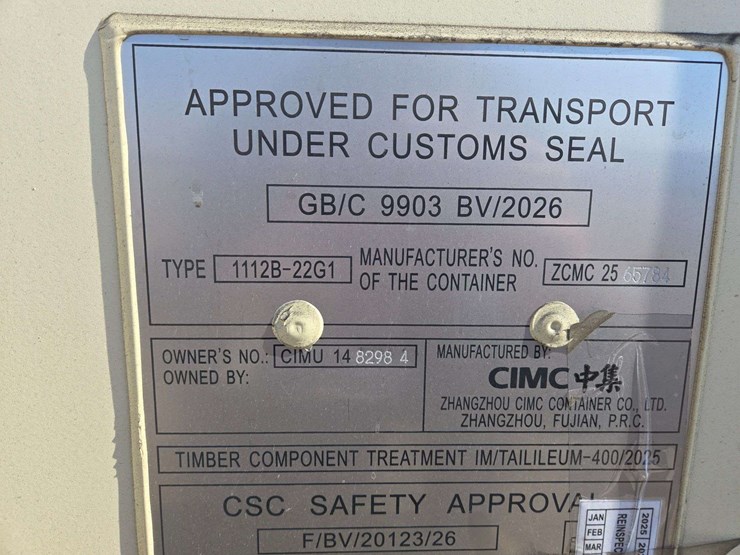 APPROVED FOR TRANSPORT
UNDER CUSTOMS SEAL
GB/C 9903 BV/2026
TYPE 1112B-22G1
MANUFACTURER'S NO.
OF THE CONTAINER
ZCMC 25 65784
OWNER'S NO.: CIMU 14 8298 4
OWNED BY:
MANUFACTURED BY:
CIMC中集
ZHANGZHOU CIMC CONTAINER CO., LTD.
ZHANGZHOU, FUJIAN, P.R.C.
TIMBER COMPONENT TREATMENT IM/TAILILEUM-400/2025
CSC SAFETY APPROVAL
F/BV/20123/26
JAN
FEB
MAR
2025